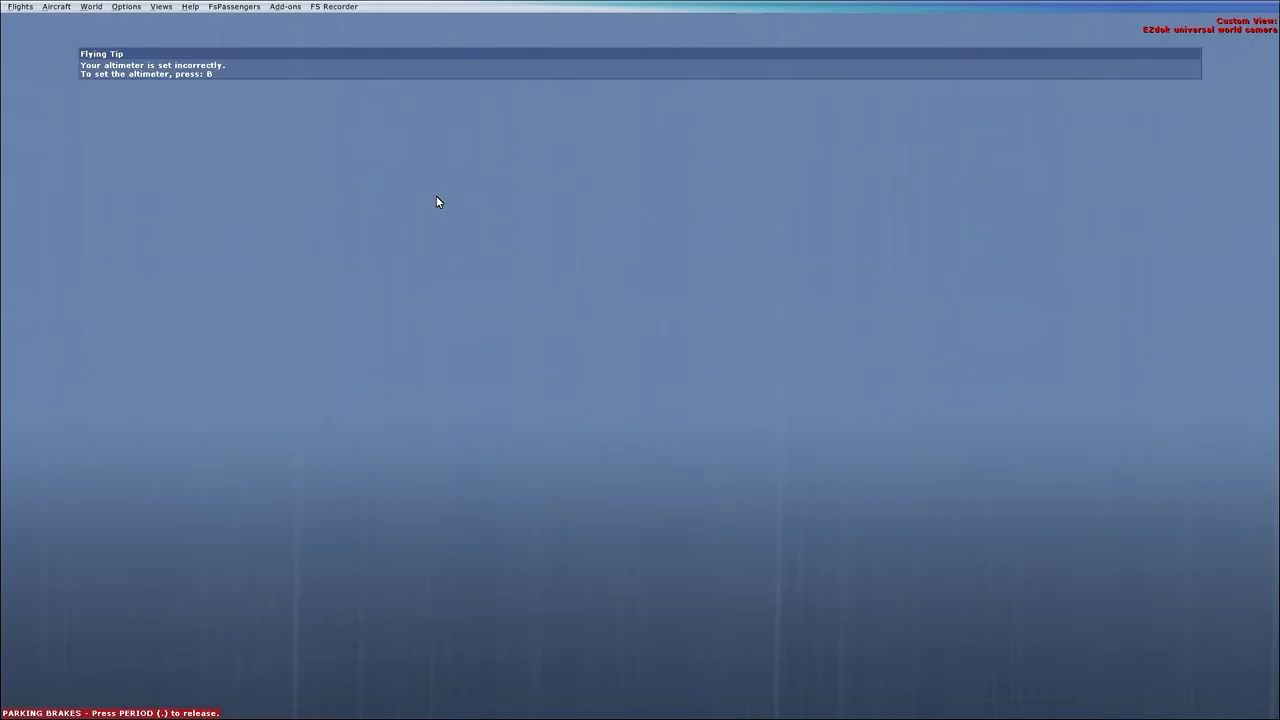 Flights Aircraft World Options Views Help FsPassengers Add-ons FS Recorder
Custom View:
EZdok universal world camera
Flying Tip
Your altimeter is set incorrectly.
To set the altimeter, press: B
PARKING BRAKES - Press PERIOD (.) to release.